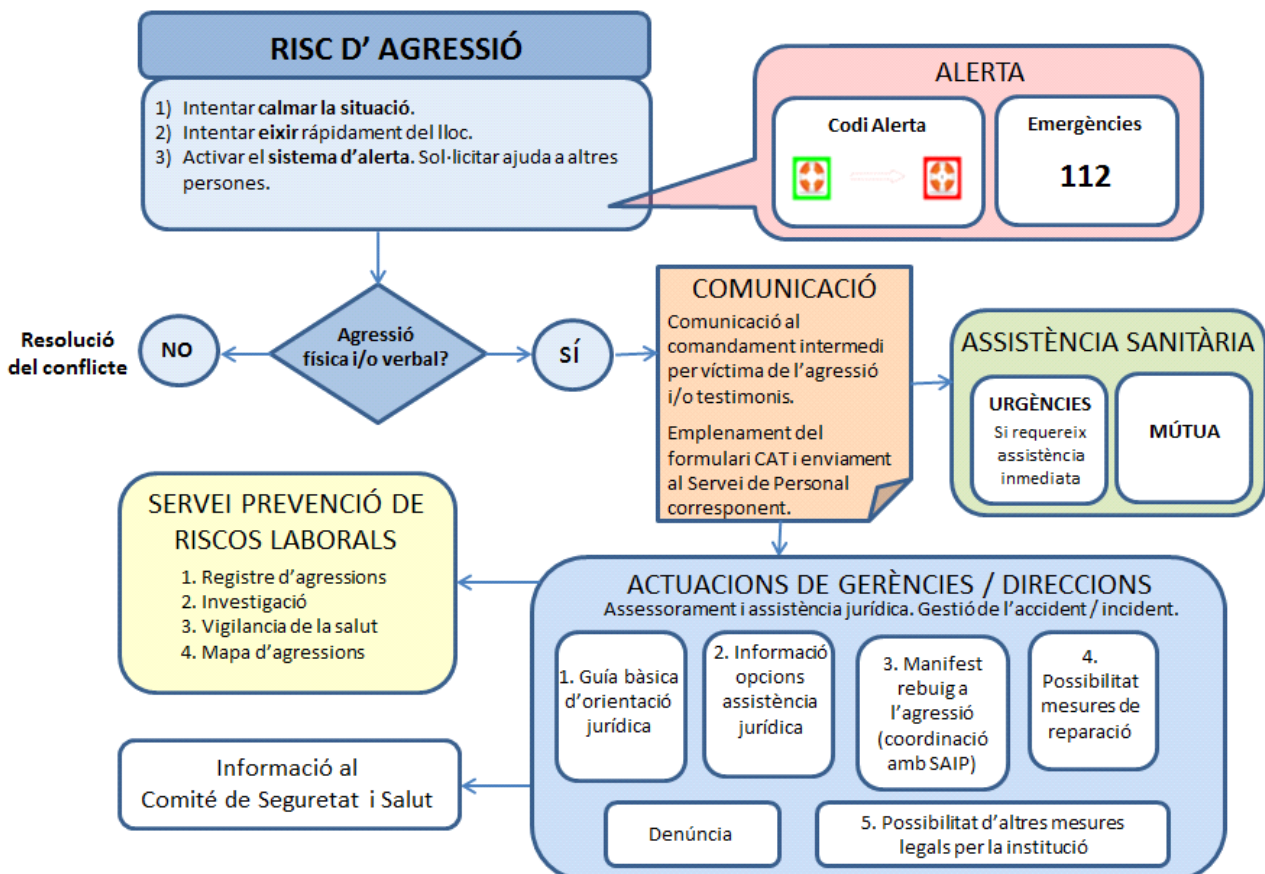 RISC D' AGRESSIÓ
1) Intentar calmar la situació.
2) Intentar eixir rápidament del lloc.
3) Activar el sistema d'alerta. Sol·licitar ajuda a altres
persones.
ALERTA
Codi Alerta
Emergències
112
Agressió
física i/o verbal?
NO
Resolució
del conflicte
SÍ
COMUNICACIÓ
Comunicació al
comandament intermedi
per víctima de l'agressió
i/o testimonis.
Emplenament del
formulari CAT i enviament
al Servei de Personal
corresponent.
ASSISTÈNCIA SANITÀRIA
URGÈNCIES
Si requereix
assistència
inmediata
MÚTUA
SERVEI PREVENCIÓ DE
RISCOS LABORALS
1. Registre d'agressions
2. Investigació
3. Vigilancia de la salut
4. Mapa d'agressions
Informació al
Comité de Seguretat i Salut
ACTUACIONS DE GERÈNCIES / DIRECCIONS
Assessorament i assistència jurídica. Gestió de l'accident / incident.
1. Guía bàsica
d'orientació
jurídica
2. Informació
opcions
assistència
jurídica
3. Manifest
rebuig a
l'agressió
(coordinació
amb SAIP)
4.
Possibilitat
mesures de
reparació
Denúncia
5. Possibilitat d'altres mesures
legals per la institució